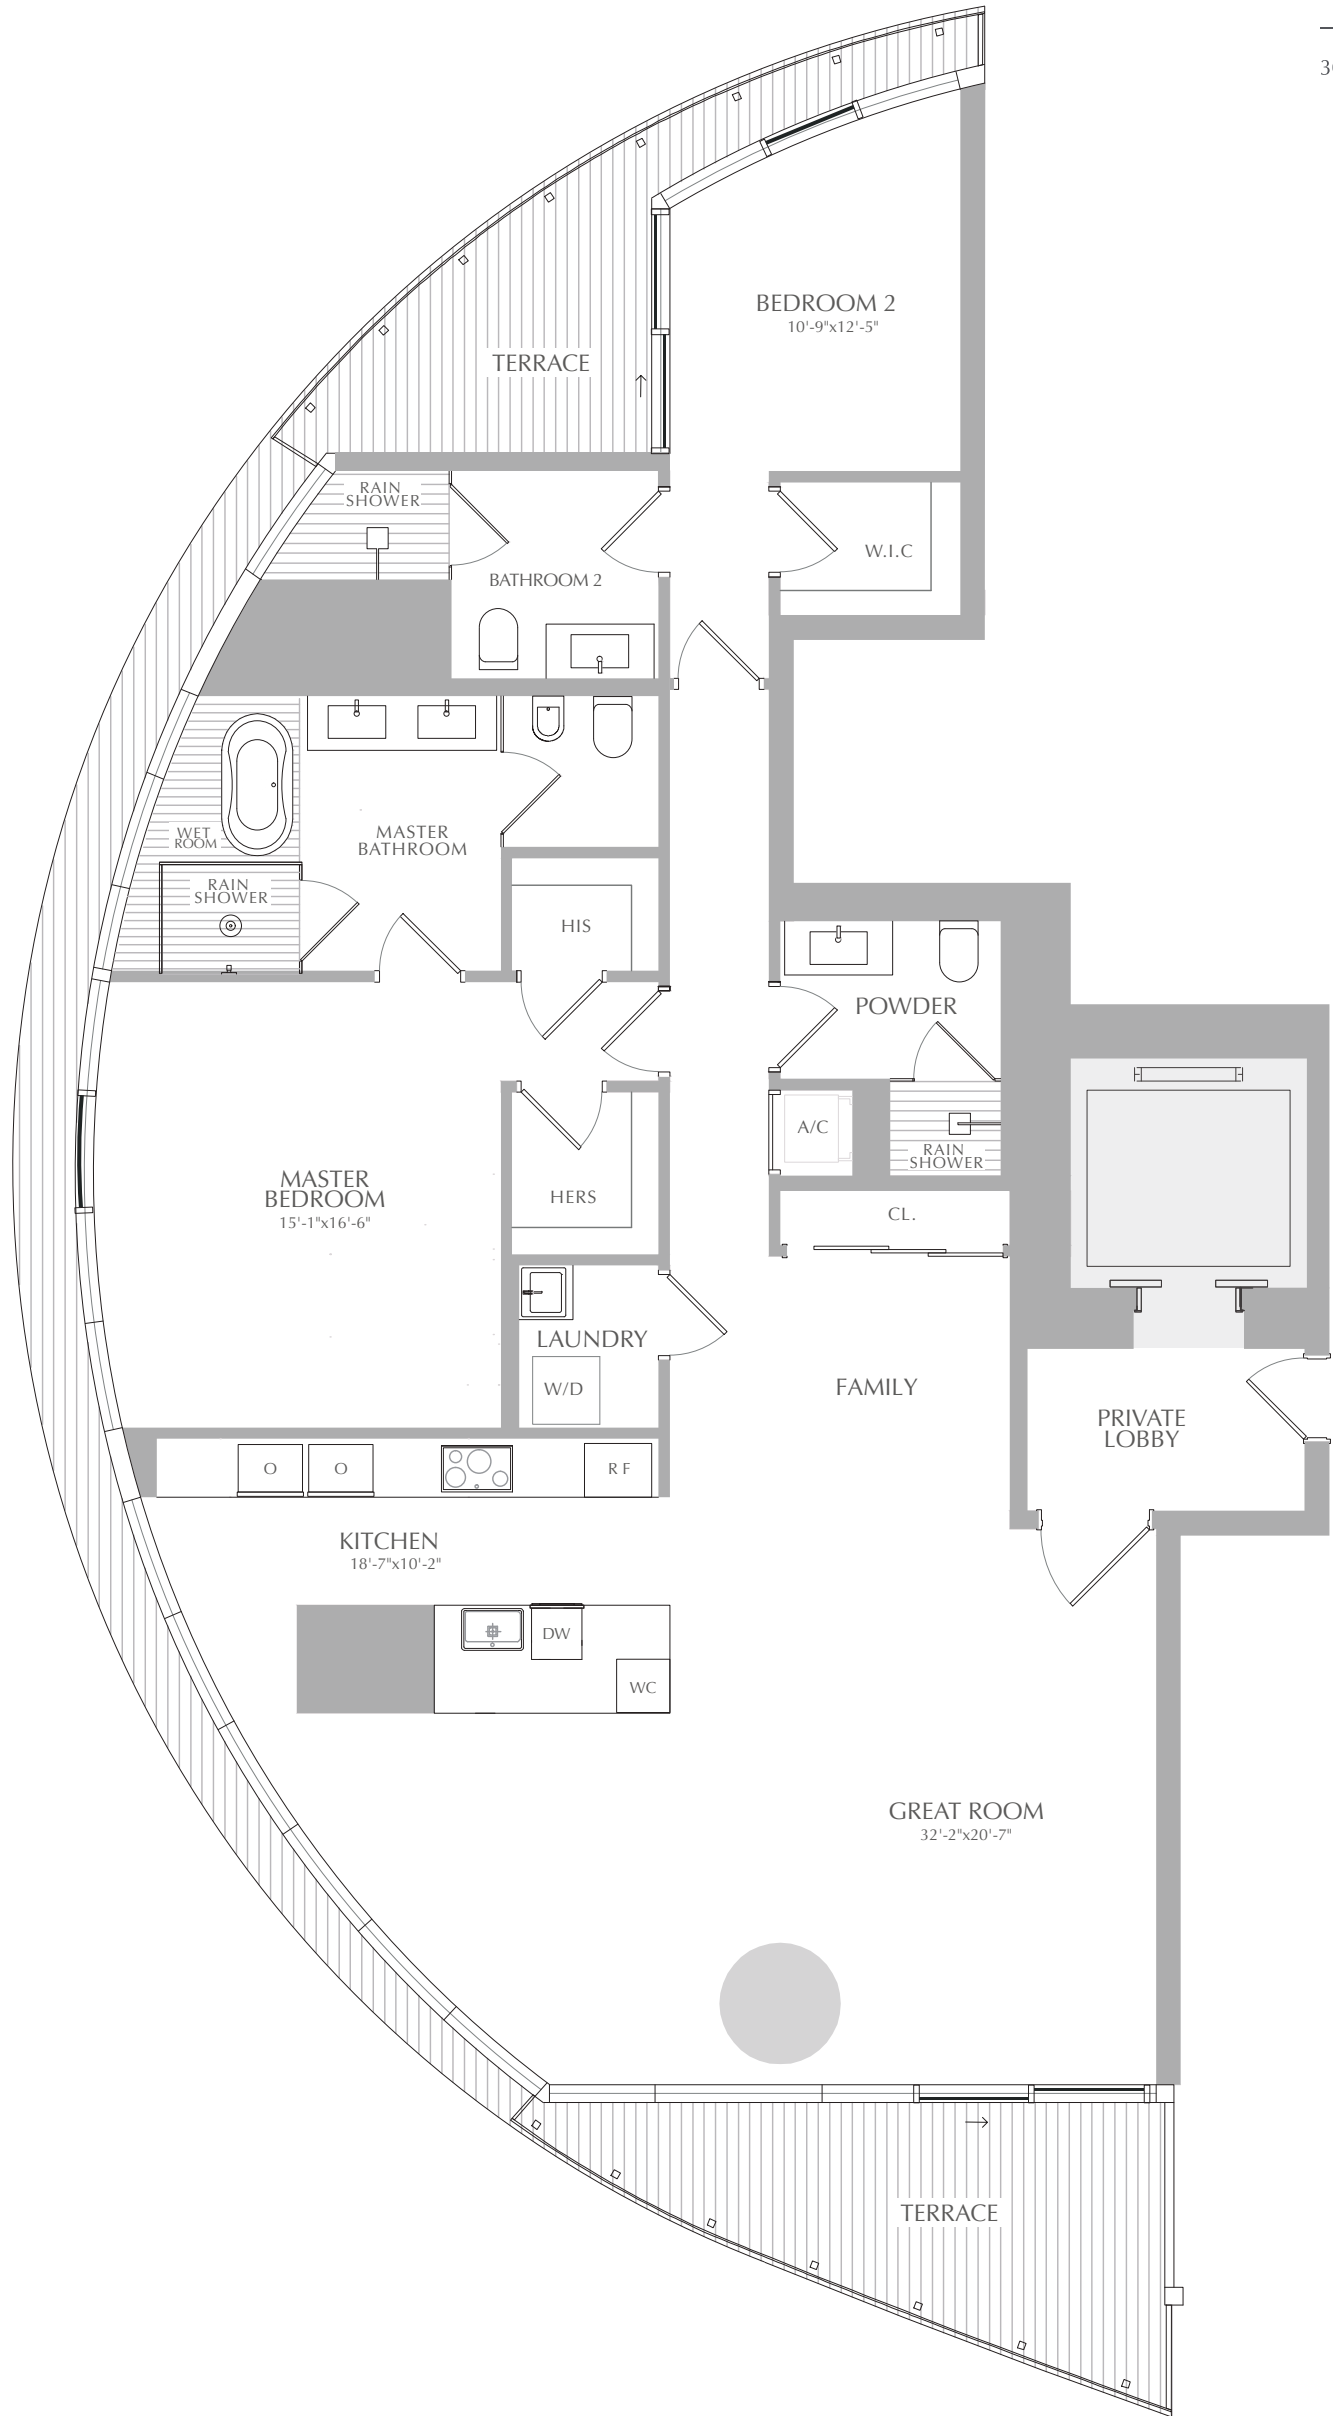 BEDROOM 2
10'-9"x12'-5"
TERRACE
RAIN
SHOWER
W.I.C
BATHROOM 2
WET
ROOM
MASTER
BATHROOM
RAIN
SHOWER
HIS
POWDER
A/C
RAIN
SHOWER
MASTER
BEDROOM
15'-1"x16'-6"
HERS
CL.
LAUNDRY
W/D
FAMILY
PRIVATE
LOBBY
O
O
RF
KITCHEN
18'-7"x10'-2"
DW
WC
GREAT ROOM
32'-2"x20'-7"
TERRACE